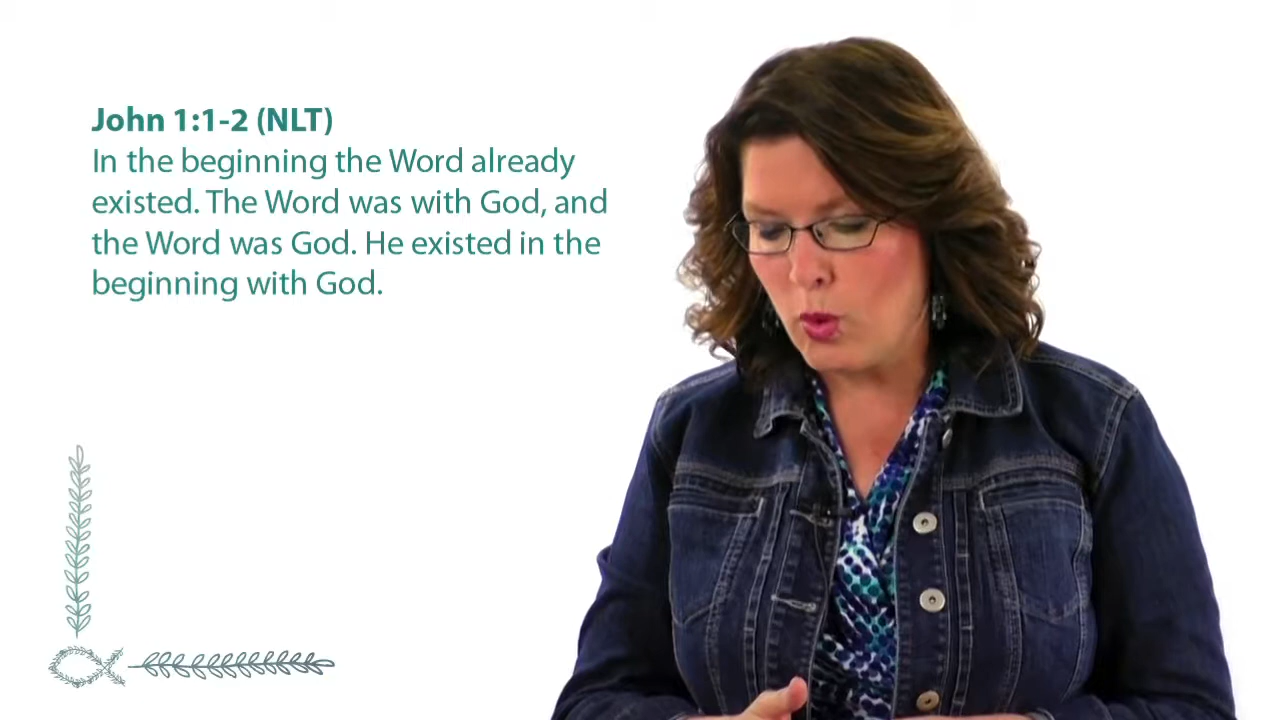 John 1:1-2 (NLT)
In the beginning the Word already
existed. The Word was with God, and
the Word was God. He existed in the
beginning with God.